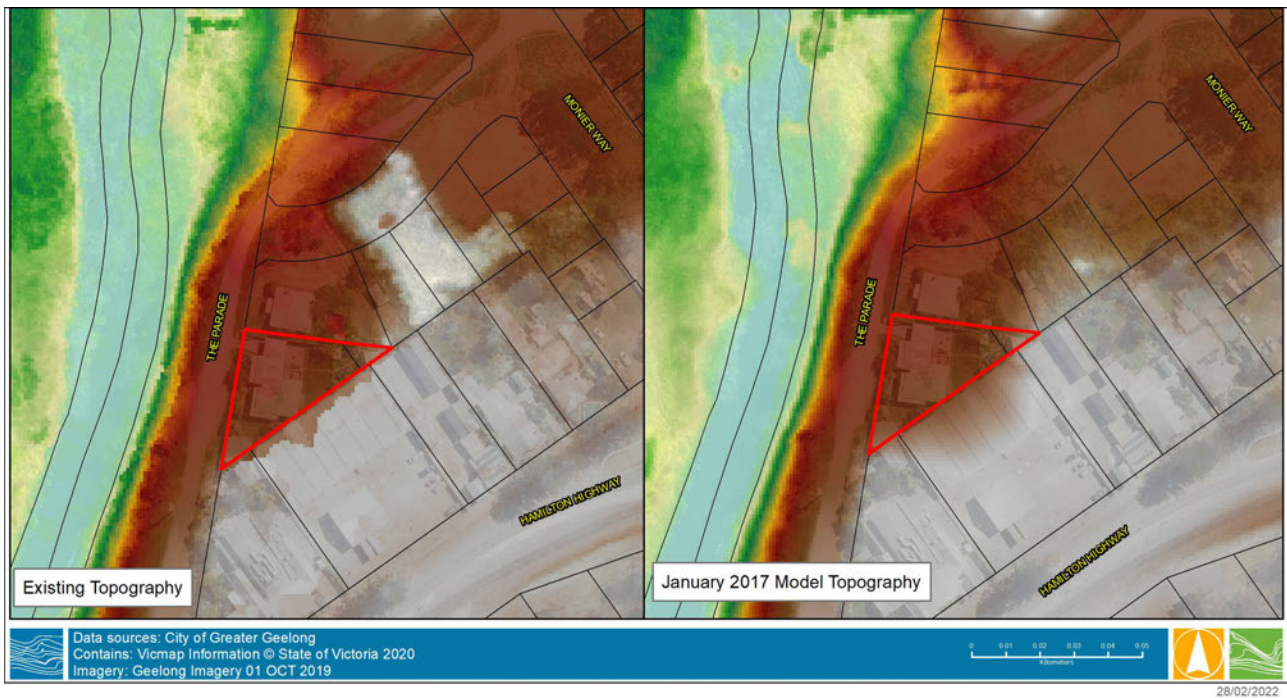 MONIER WAY
THE PARADE
HAMILTON HIGHWAY
Existing Topography
MONIER WAY
THE PARADE
HAMILTON HIGHWAY
January 2017 Model Topography
Data sources: City of Greater Geelong
Contains: Vicmap Information © State of Victoria 2020
Imagery: Geelong Imagery 01 OCT 2019
0 0.01 0.02 0.03 0.04 0.05
Kilometers
28/02/2022